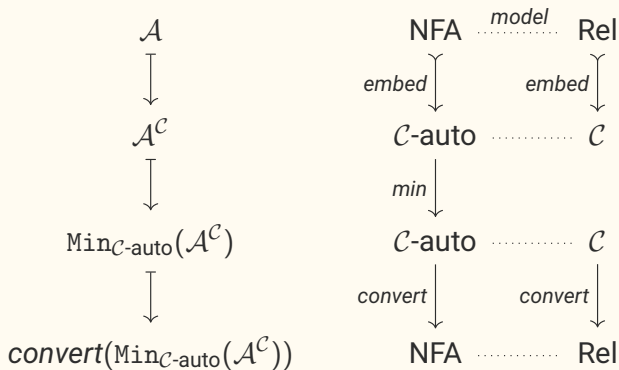 𝒜 NFA model Rel
embed embed
𝒜^𝒞 𝒞-auto 𝒞
min
Min_𝒞-auto(𝒜^𝒞) 𝒞-auto 𝒞
convert convert
convert(Min_𝒞-auto(𝒜^𝒞)) NFA Rel